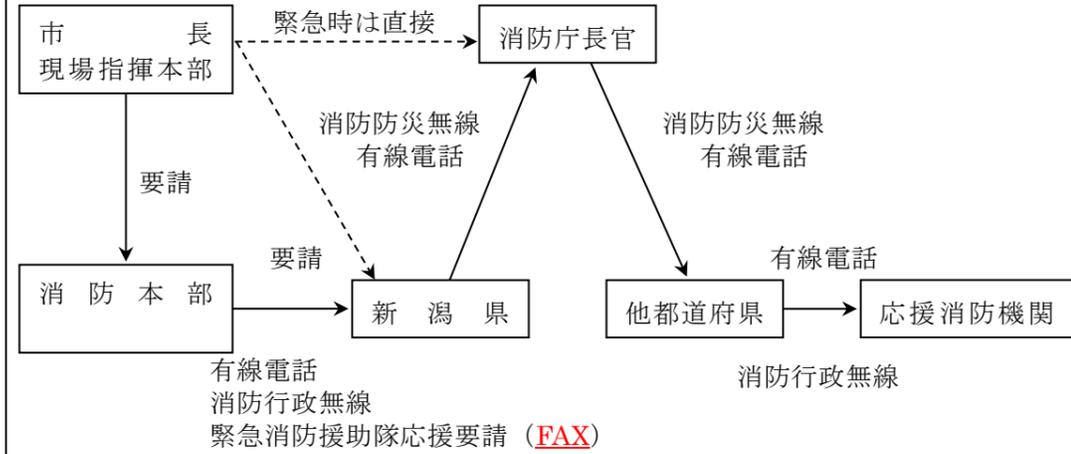 市長
現場指揮本部
緊急時は直接
消防庁長官
消防防災無線
有線電話
消防防災無線
有線電話
要請
要請
有線電話
消防本部
新潟県
他都道府県
応援消防機関
有線電話
消防行政無線
緊急消防援助隊応援要請（FAX）
消防行政無線